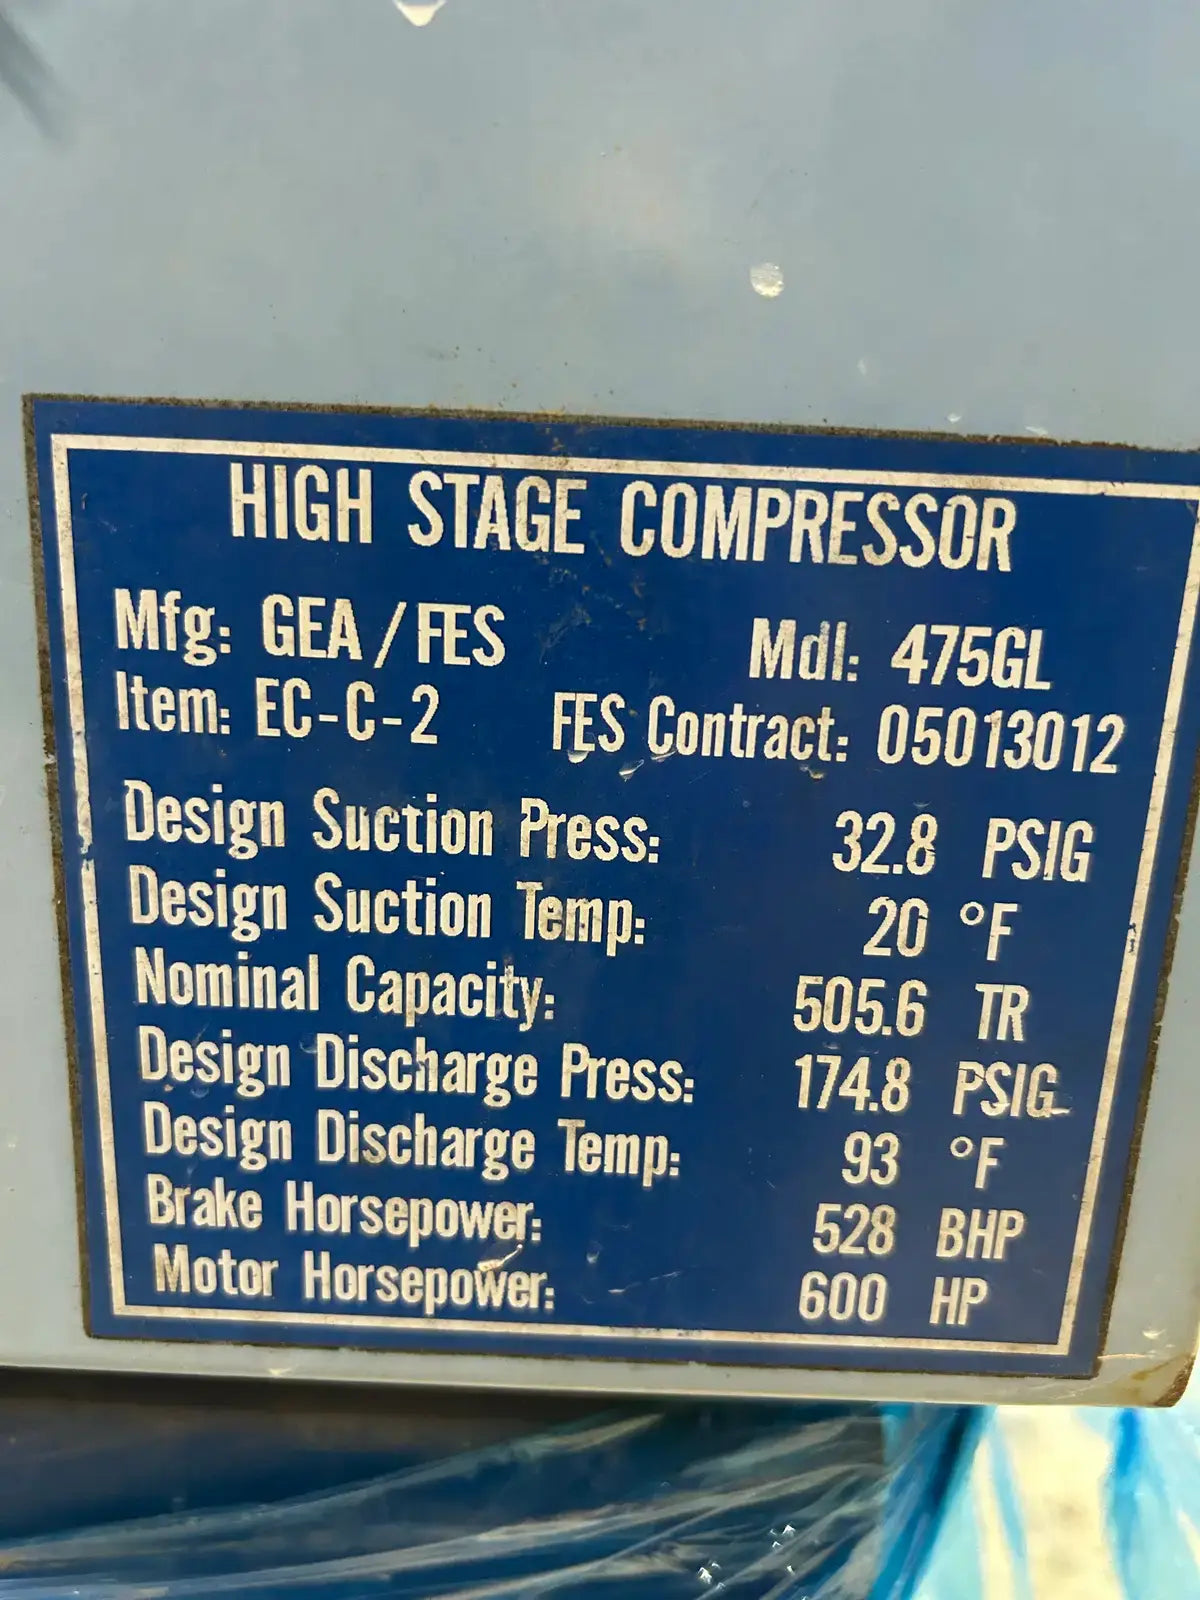 HIGH STAGE COMPRESSOR
Mfg: GEA/FES Mdl: 475GL
Item: EC-C-2 FES Contract: 05013012
Design Suction Press: 32.8 PSIG
Design Suction Temp: 20 °F
Nominal Capacity: 505.6 TR
Design Discharge Press: 174.8 PSIG
Design Discharge Temp: 93 °F
Brake Horsepower: 528 BHP
Motor Horsepower: 600 HP